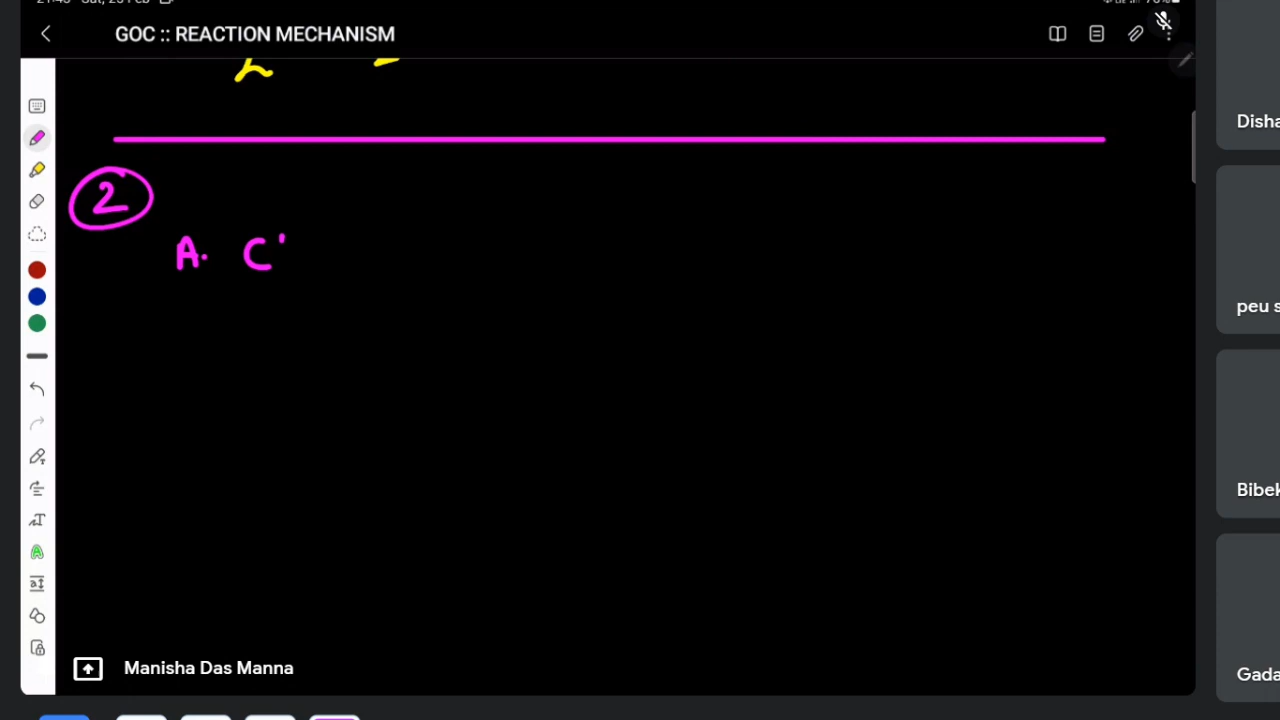 GOC :: REACTION MECHANISM
2
A. C'
Manisha Das Manna
Disha
peu s
Bibek
Gada